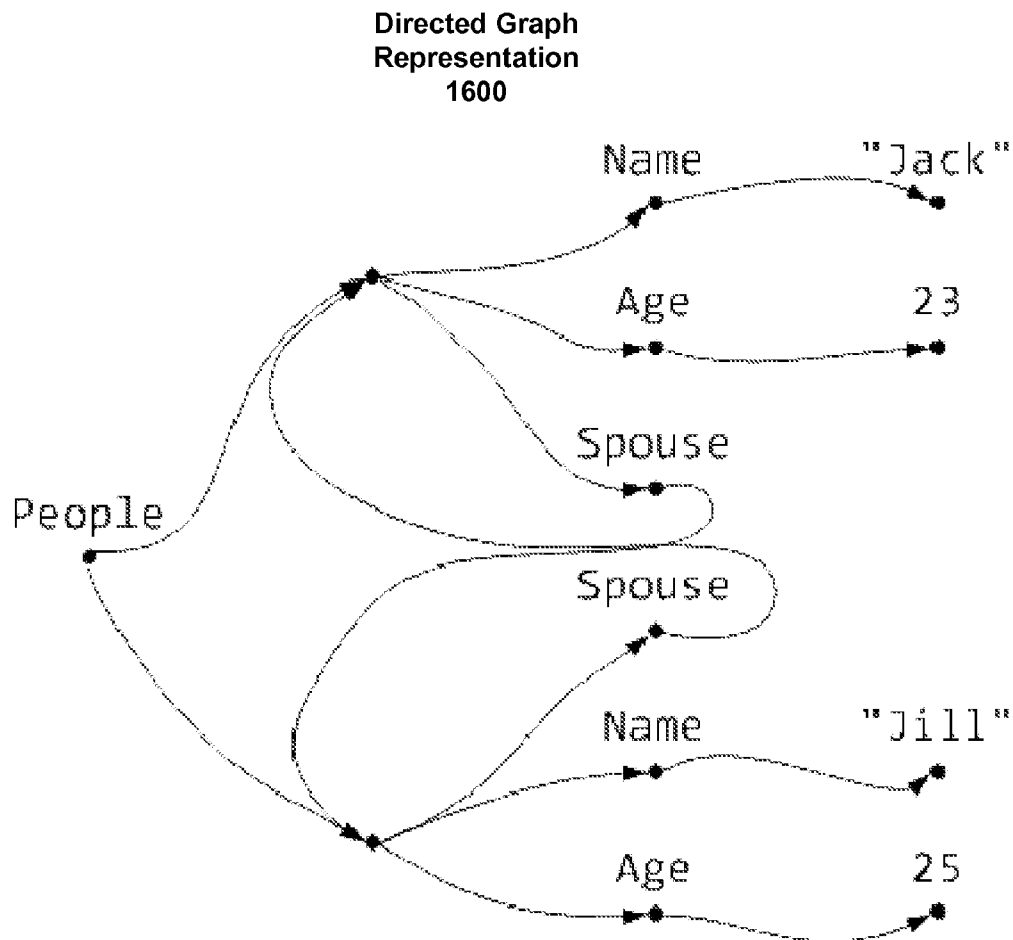 Directed Graph
Representation
1600
Name "Jack"
Age 23
Spouse
People
Spouse
Name "Jill"
Age 25